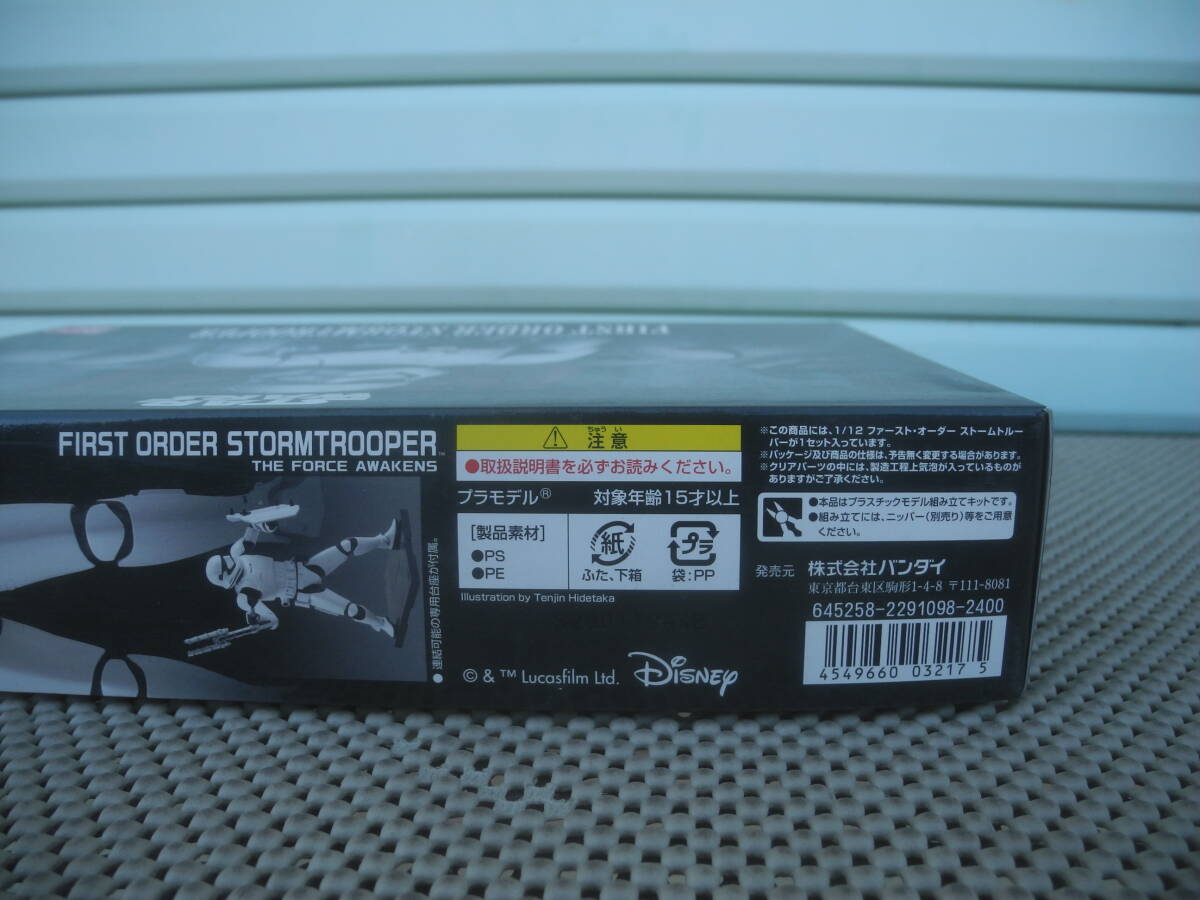 FIRST ORDER STORMTROOPER
STAR WARS
FIRST ORDER STORMTROOPER™
THE FORCE AWAKENS
●連結可能の専用台座が付属。
ちゅうい
注意
●取扱説明書を必ずお読みください。
プラモデル® 対象年齢15才以上
[製品素材]
●PS
●PE
紙
ふた、下箱
プラ
袋:PP
Illustration by Tenjin Hidetaka
© & ™ Lucasfilm Ltd. Disney
※この商品には、1/12 ファースト・オーダー ストームトルー
パーが1セット入っています。
※パッケージ及び商品の仕様は、予告無く変更する場合があります。
※クリアパーツの中には、製造工程上気泡が入っているものが
ありますがご了承ください。
●本品はプラスチックモデル組み立てキットです。
●組み立てには、ニッパー(別売り)等をご用意
ください。
発売元 株式会社バンダイ
東京都台東区駒形1-4-8 〒111-8081
645258-2291098-2400
4549660 03217 5